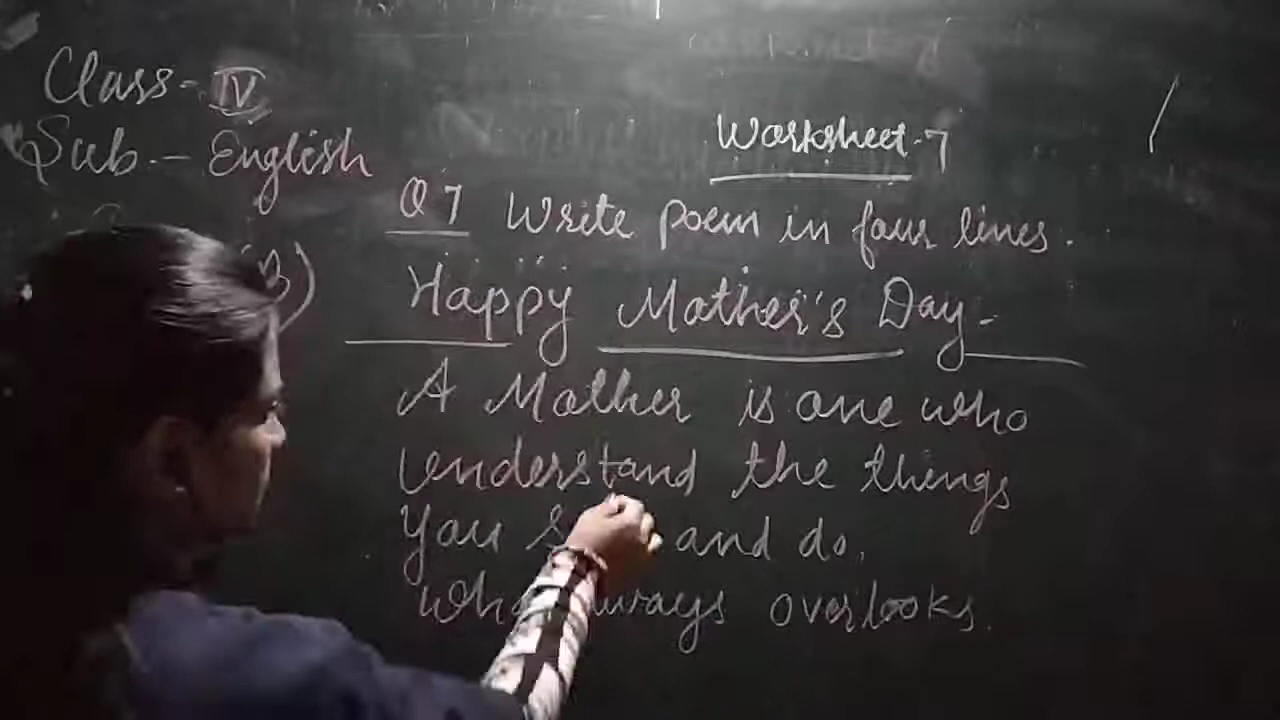 Class - IV
Sub. - English
Worksheet - 7
Q 7 Write poem in four lines.
B)
Happy Mother's Day -
A Mother is one who
understand the things
you and do,
always overlooks.